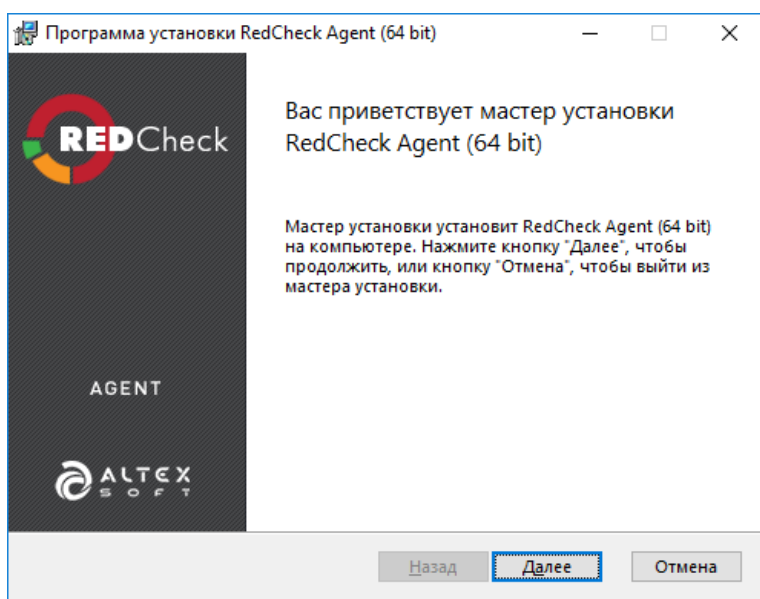 Программа установки RedCheck Agent (64 bit)
REDCheck
Вас приветствует мастер установки
RedCheck Agent (64 bit)
Мастер установки установит RedCheck Agent (64 bit)
на компьютере. Нажмите кнопку "Далее", чтобы
продолжить, или кнопку "Отмена", чтобы выйти из
мастера установки.
AGENT
ALTEX
SOFT
Назад Далее Отмена